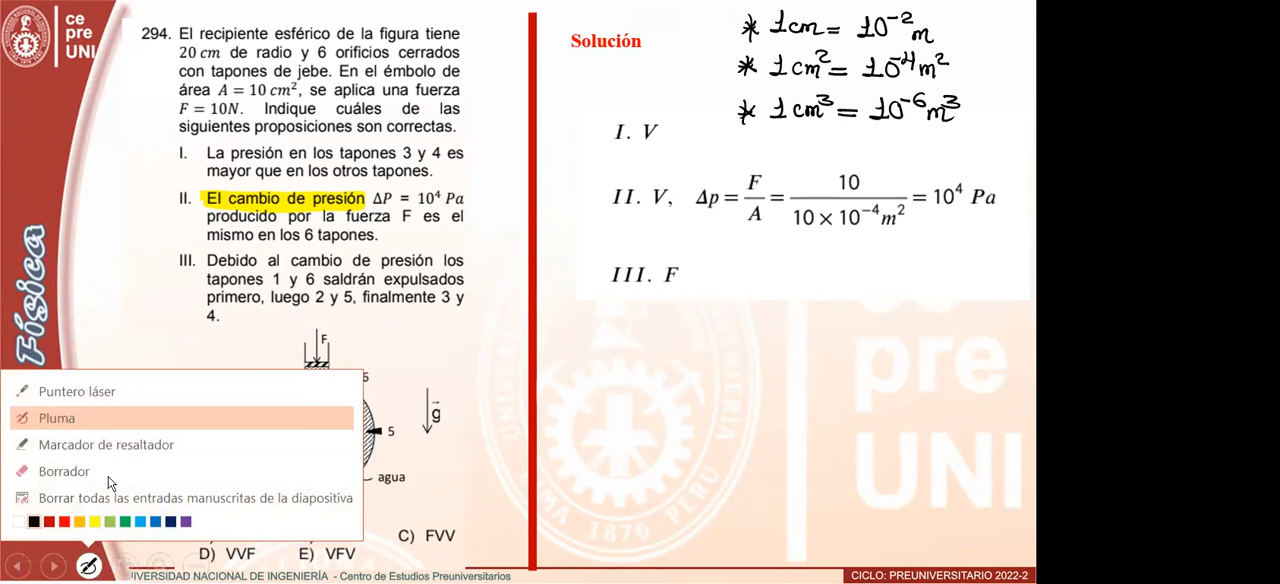 ce
pre
UNI
Física
294. El recipiente esférico de la figura tiene
20 cm de radio y 6 orificios cerrados
con tapones de jebe. En el émbolo de
área A = 10 cm², se aplica una fuerza
F = 10N. Indique cuáles de las
siguientes proposiciones son correctas.
I. La presión en los tapones 3 y 4 es
mayor que en los otros tapones.
II. El cambio de presión ΔP = 10⁴ Pa
producido por la fuerza F es el
mismo en los 6 tapones.
III. Debido al cambio de presión los
tapones 1 y 6 saldrán expulsados
primero, luego 2 y 5, finalmente 3 y
4.
F
6
g
5
agua
C) FVV
D) VVF E) VFV
Puntero láser
Pluma
Marcador de resaltador
Borrador
Borrar todas las entradas manuscritas de la diapositiva
Solución
* 1cm = 10⁻² m
* 1cm² = 10⁻⁴ m²
* 1cm³ = 10⁻⁶ m³
I. V
II. V, Δp = F/A = 10/(10 × 10⁻⁴m²) = 10⁴ Pa
III. F
pre
UNI
LIMA 1876 PERU
IVERSIDAD NACIONAL DE INGENIERÍA - Centro de Estudios Preuniversitarios
CICLO: PREUNIVERSITARIO 2022-2